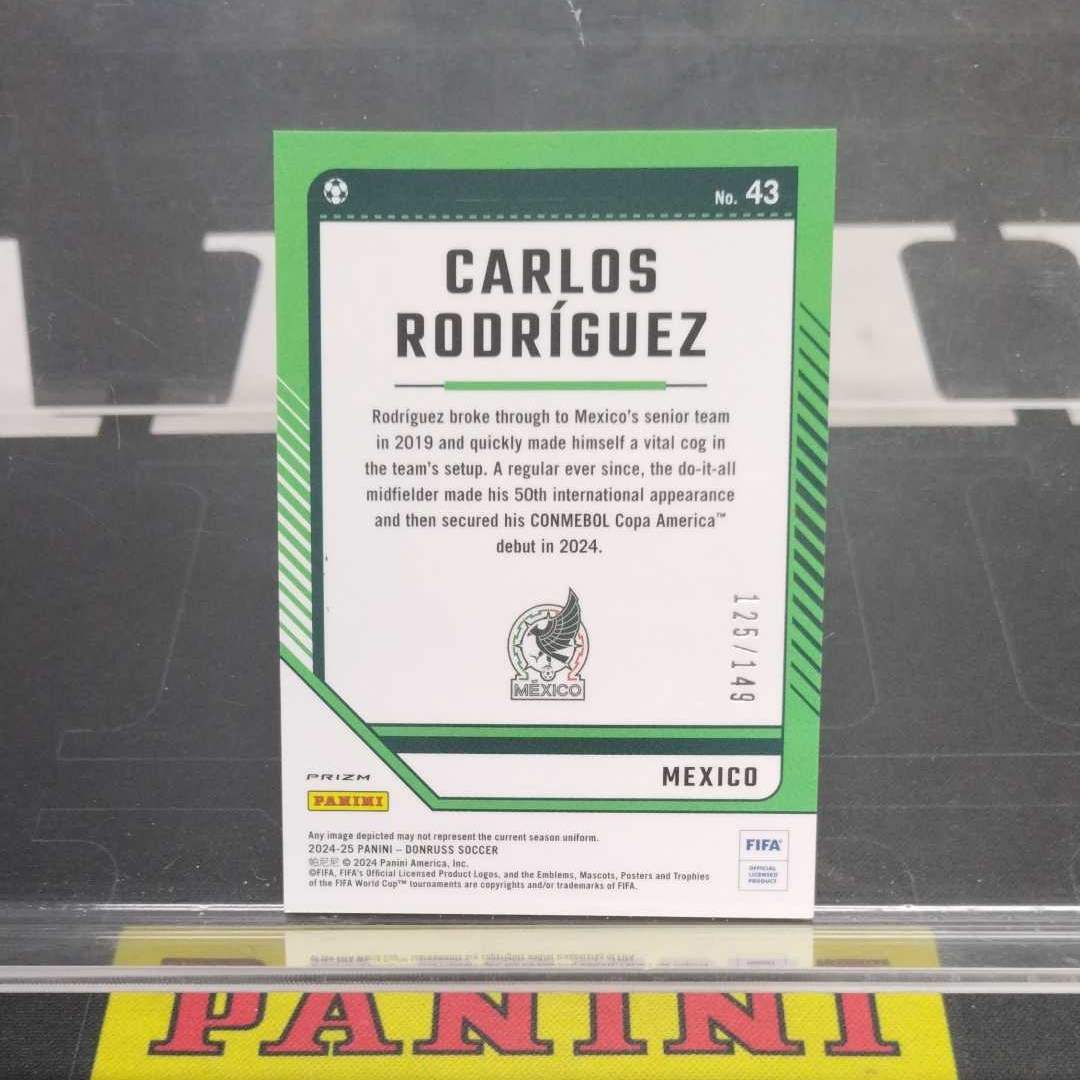 No. 43
CARLOS
RODRÍGUEZ
Rodríguez broke through to Mexico's senior team
in 2019 and quickly made himself a vital cog in
the team's setup. A regular ever since, the do-it-all
midfielder made his 50th international appearance
and then secured his CONMEBOL Copa America™
debut in 2024.
125/149
MÉXICO
MEXICO
PRIZM
PANINI
Any image depicted may not represent the current season uniform.
2024-25 PANINI – DONRUSS SOCCER
帕尼尼 © 2024 Panini America, Inc.
©FIFA, FIFA's Official Licensed Product Logos, and the Emblems, Mascots, Posters and Trophies
of the FIFA World Cup™ tournaments are copyrights and/or trademarks of FIFA.
FIFA
OFFICIAL
LICENSED
PRODUCT
PANINI